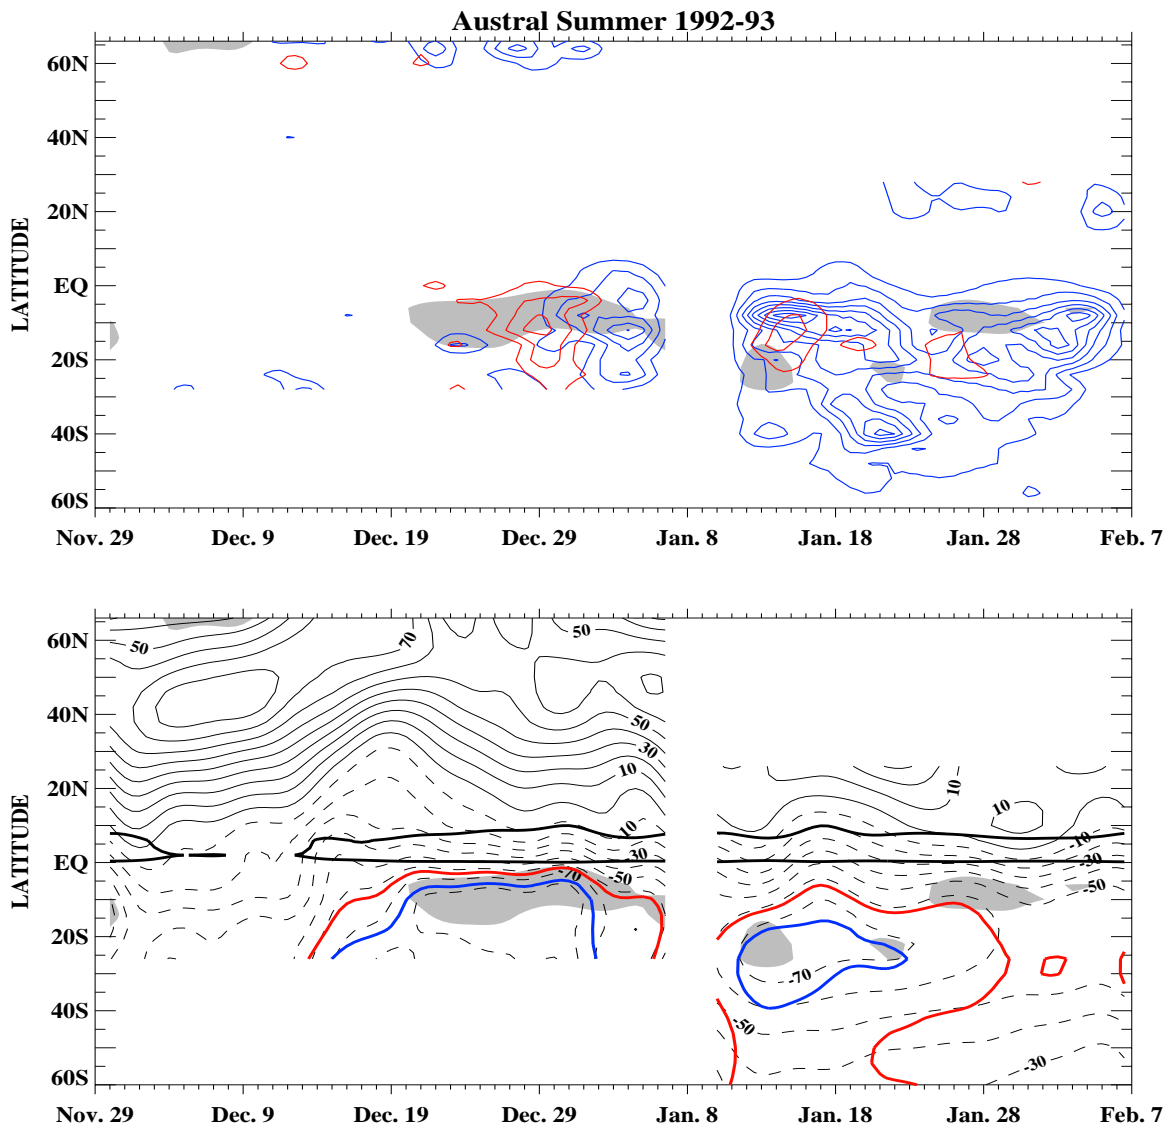 Austral Summer 1992-93
60N
40N
20N
EQ
20S
40S
60S
LATITUDE
Nov. 29 Dec. 9 Dec. 19 Dec. 29 Jan. 8 Jan. 18 Jan. 28 Feb. 7
60N
40N
20N
EQ
20S
40S
60S
LATITUDE
50
70
50
50
30
10
-10
-30
-50
-70
10
10
-10
-30
-50
-70
-50
-30
Nov. 29 Dec. 9 Dec. 19 Dec. 29 Jan. 8 Jan. 18 Jan. 28 Feb. 7